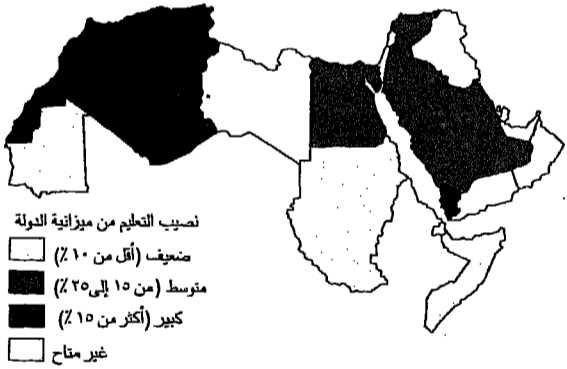 نصيب التعليم من ميزانية الدولة
ضعيف (أقل من ١٠ ٪)
متوسط (من ١٥ إلى ٢٥ ٪)
كبير (أكثر من ١٥ ٪)
غير متاح